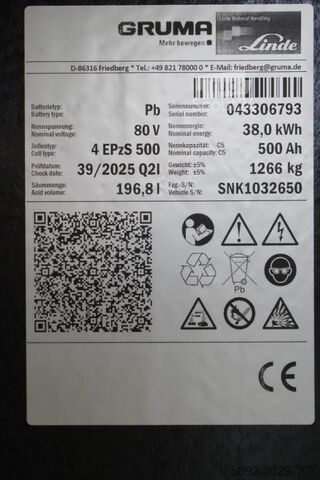 GRUMA
Mehr bewegen
Linde Material Handling
Linde
D-86316 Friedberg * Tel.: +49 821 78000 0 * E-Mail: friedberg@gruma.de
Batterietyp: Battery type: Pb
Seriennummer: Serial number: 043306793
Nennspannung: Nominal voltage: 80 V
Nennenergie: Nominal energy: 38,0 kWh
Zellentyp: Cell type: 4 EPzS 500
Nennkapazität C5 Nominal capacity: C5 500 Ah
Prüfdatum: Check date: 39/2025 Q2I
Gewicht: ±5% Weight: ±5% 1266 kg
Säuremenge: Acid volume: 196,8 l
Fzg.-S/N: Vehicle S/N: SNK1032650
Pb
CE